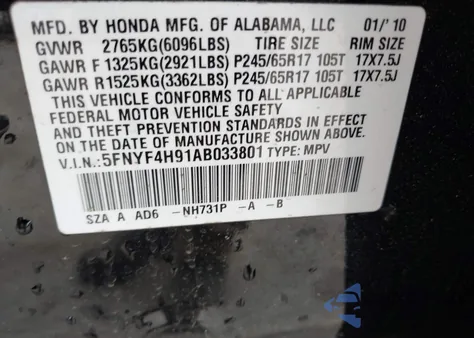 MFD. BY HONDA MFG. OF ALABAMA, LLC 01/'10
GVWR 2765KG(6096LBS) TIRE SIZE RIM SIZE
GAWR F 1325KG(2921LBS) P245/65R17 105T 17X7.5J
GAWR R1525KG(3362LBS) P245/65R17 105T 17X7.5J
THIS VEHICLE CONFORMS TO ALL APPLICABLE
FEDERAL MOTOR VEHICLE SAFETY
STANDARDS IN EFFECT ON THE
DATE OF MANUFACTURE SHOWN ABOVE.
V.I.N.:5FNYF4H91AB033801 TYPE: MPV
SZA A AD6 -NH731P -A -B